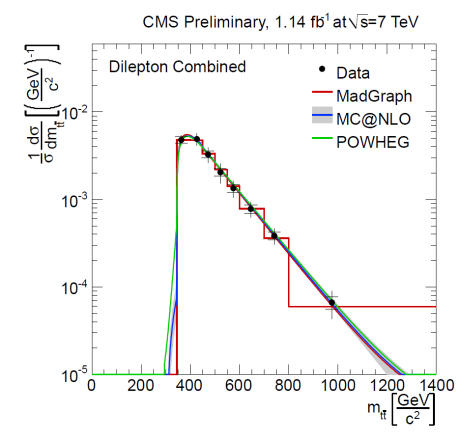 CMS Preliminary, 1.14 fb⁻¹ at √s=7 TeV
Dilepton Combined
Data
MadGraph
MC@NLO
POWHEG
1/σ dσ/dm_tt̄ [(GeV/c²)⁻¹]
10⁻²
10⁻³
10⁻⁴
10⁻⁵
0 200 400 600 800 1000 1200 1400
m_tt̄ [GeV/c²]